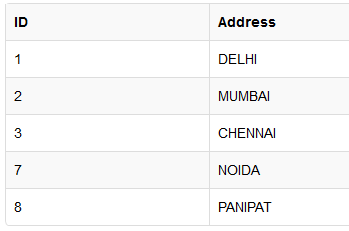 ID Address
1 DELHI
2 MUMBAI
3 CHENNAI
7 NOIDA
8 PANIPAT